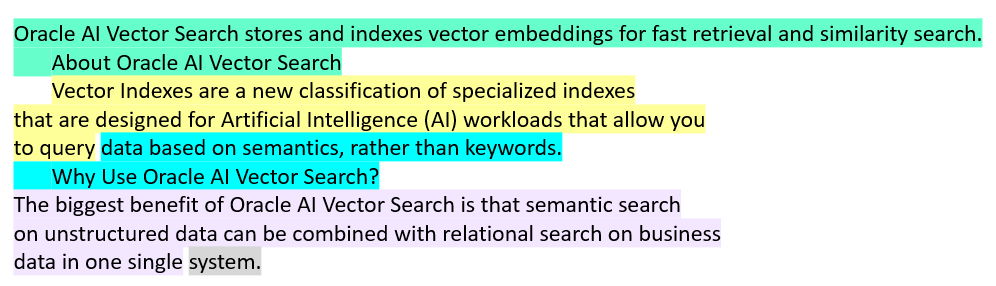 Oracle AI Vector Search stores and indexes vector embeddings for fast retrieval and similarity search.
About Oracle AI Vector Search
Vector Indexes are a new classification of specialized indexes
that are designed for Artificial Intelligence (AI) workloads that allow you
to query data based on semantics, rather than keywords.
Why Use Oracle AI Vector Search?
The biggest benefit of Oracle AI Vector Search is that semantic search
on unstructured data can be combined with relational search on business
data in one single system.